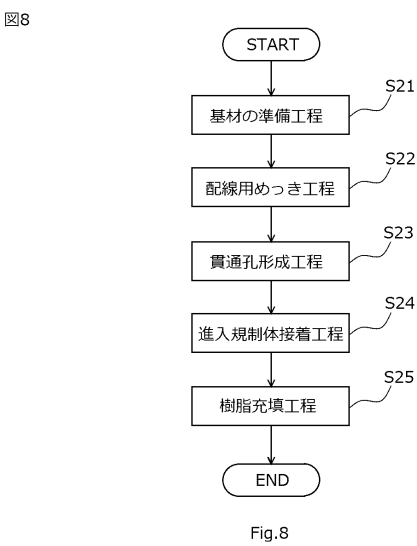 図8
START
S21
基材の準備工程
S22
配線用めっき工程
S23
貫通孔形成工程
S24
進入規制体接着工程
S25
樹脂充填工程
END
Fig.8